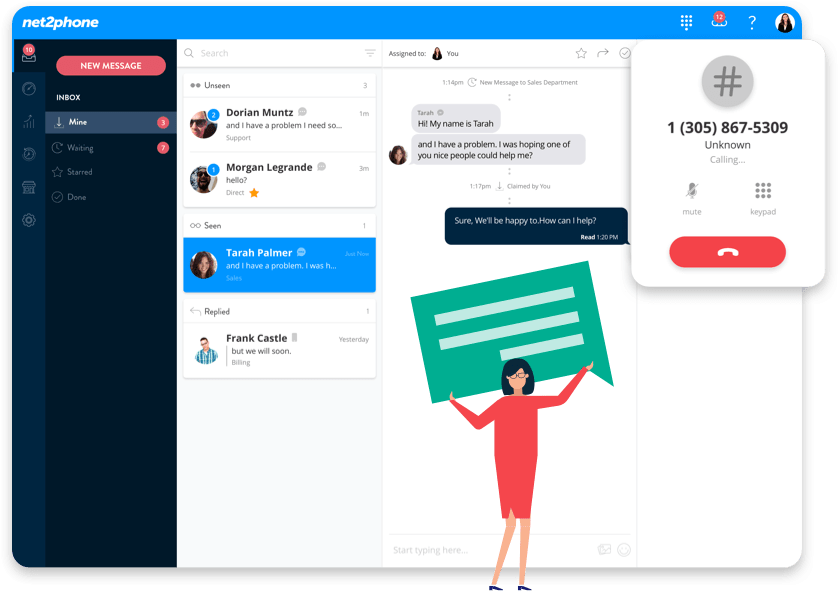 net2phone
12
?
10
NEW MESSAGE
INBOX
Mine
3
Waiting
7
Starred
Done
Search
Unseen
3
2
Dorian Muntz
1m
and I have a problem I need so...
Support
1
Morgan Legrande
3m
hello?
Direct
Seen
1
Tarah Palmer
Just Now
and I have a problem. I was h...
Sales
Replied
1
Frank Castle
Yesterday
but we will soon.
Billing
Assigned to: You
1:14pm New Message to Sales Department
Tarah
Hi! My name is Tarah
and I have a problem. I was hoping one of
you nice people could help me?
1:17pm Claimed by You
Sure, We'll be happy to.How can I help?
Read 1:20 PM
Start typing here...
#
1 (305) 867-5309
Unknown
Calling...
mute
keypad